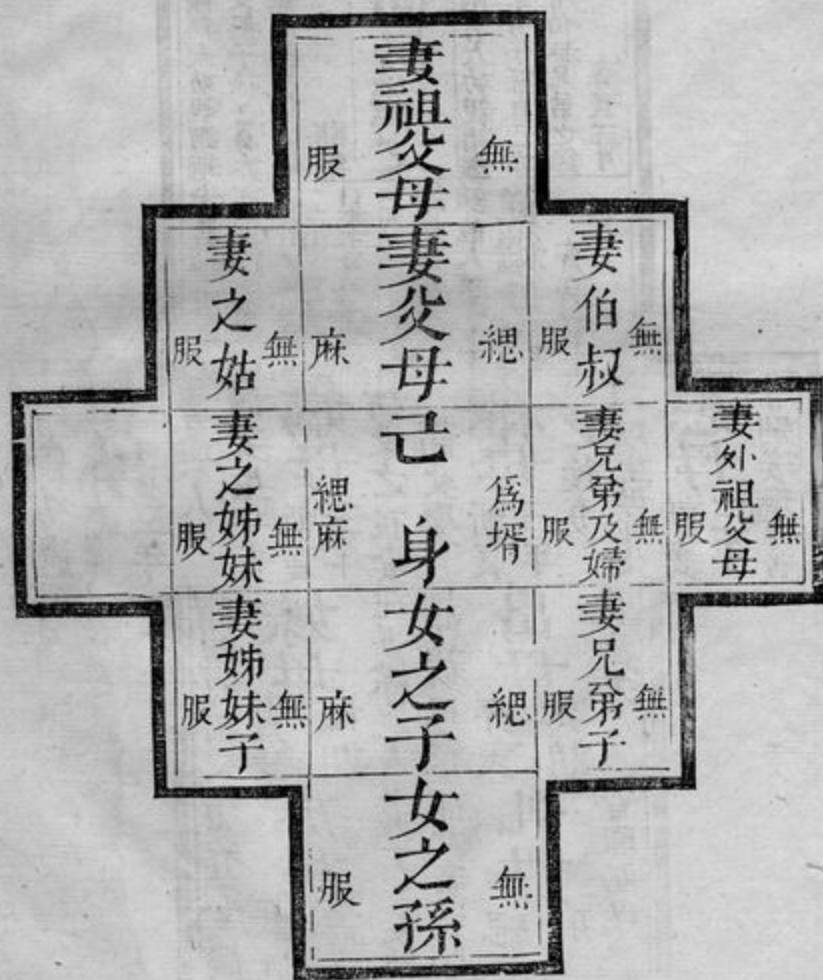 妻祖父母
無服
妻伯叔
無服
妻父母
緦麻
妻之姑
無服
妻外祖父母
無服
妻兄弟及婦
無服
己身
爲壻緦麻
妻之姊妹
無服
妻兄弟子
無服
女之子
緦麻
妻姊妹子
無服
女之孫
無服